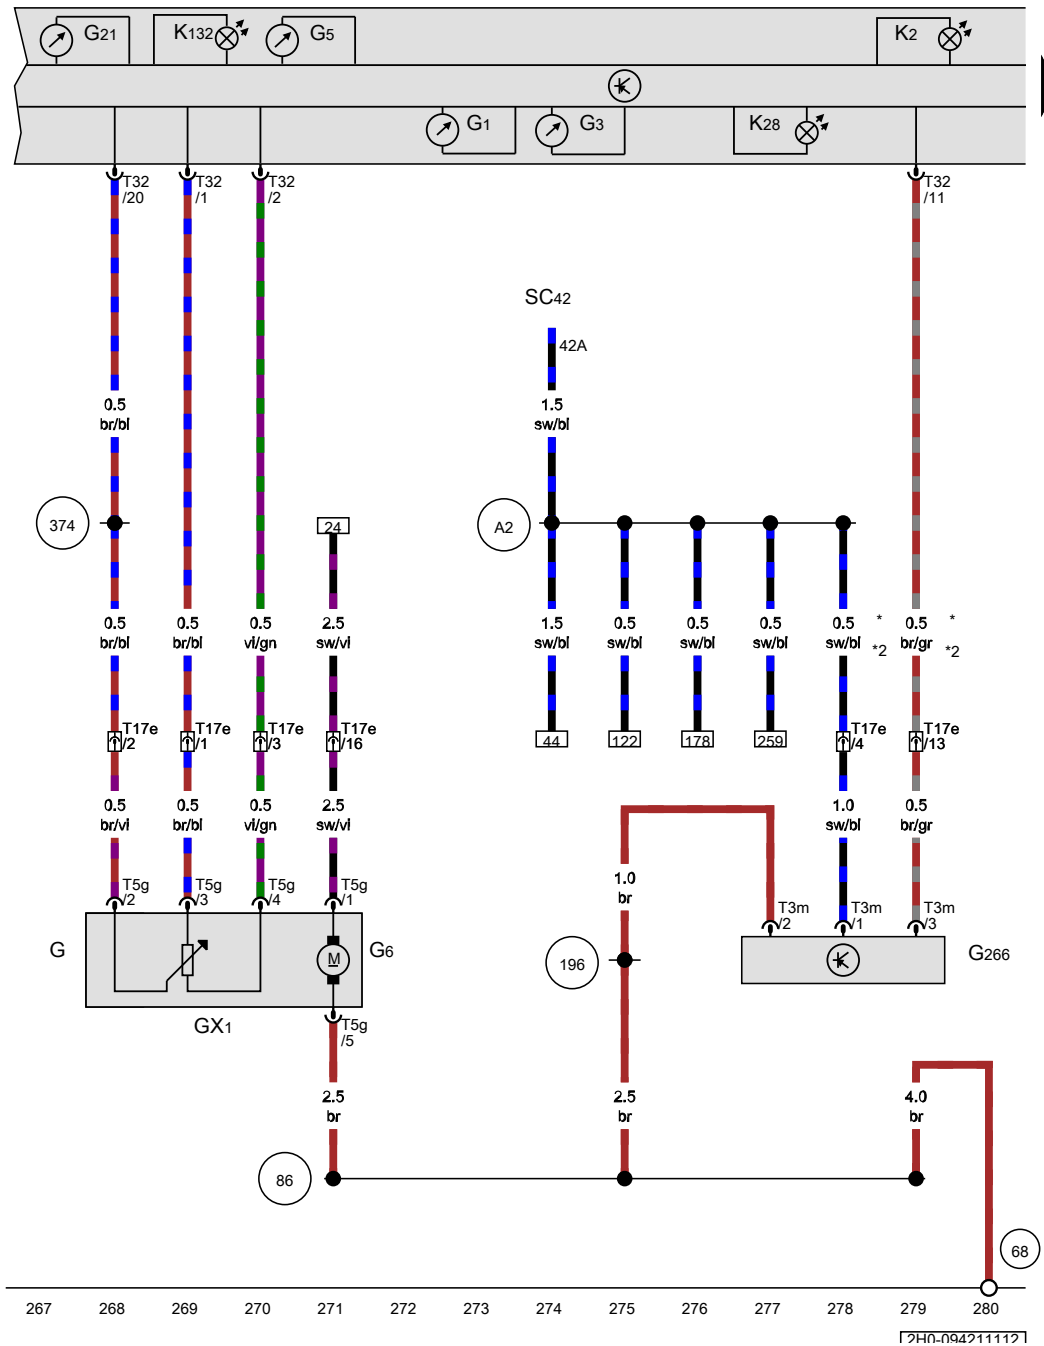 G21 K132 G5 K2
G1 G3 K28
T32 T32 T32 T32
/20 /1 /2 /11
SC42
42A
0.5 1.5
br/bl sw/bl
374 24 A2
0.5 0.5 0.5 2.5 1.5 0.5 0.5 0.5 0.5 * 0.5 *
br/bl br/bl vi/gn sw/vi sw/bl sw/bl sw/bl sw/bl sw/bl *2 br/gr *2
T17e T17e T17e T17e T17e T17e
/2 /1 /3 /16 44 122 178 259 /4 /13
0.5 0.5 0.5 2.5 1.0 0.5
br/vi br/bl vi/gn sw/vi sw/bl br/gr
1.0
br
T5g T5g T5g T5g
/2 /3 /4 /1
T3m T3m T3m
/2 /1 /3
G M G6 196 G266
GX1
T5g
/5
2.5 2.5 4.0
br br br
86
68
267 268 269 270 271 272 273 274 275 276 277 278 279 280
2H0-094211112